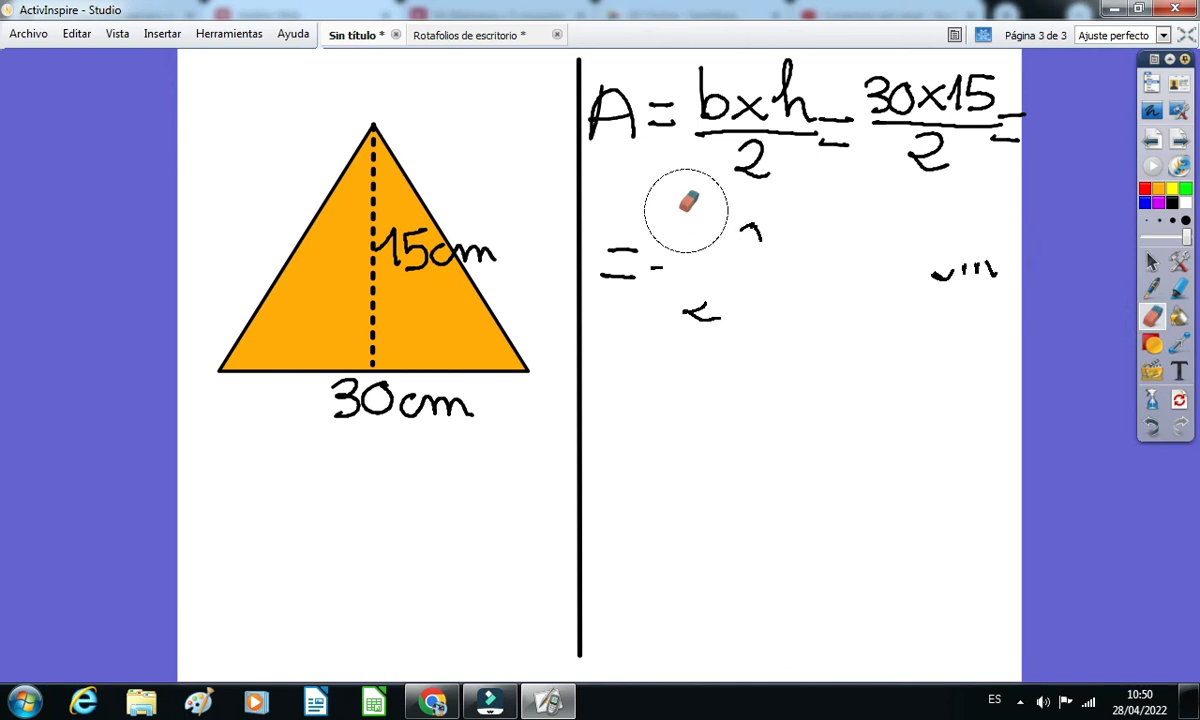 ActivInspire - Studio
Archivo Editar Vista Insertar Herramientas Ayuda Sin título * Rotafolios de escritorio * Página 3 de 3 Ajuste perfecto
A = b x h / 2 = 30 x 15 / 2 =
=
15cm
30cm
T
ES 10:50
28/04/2022